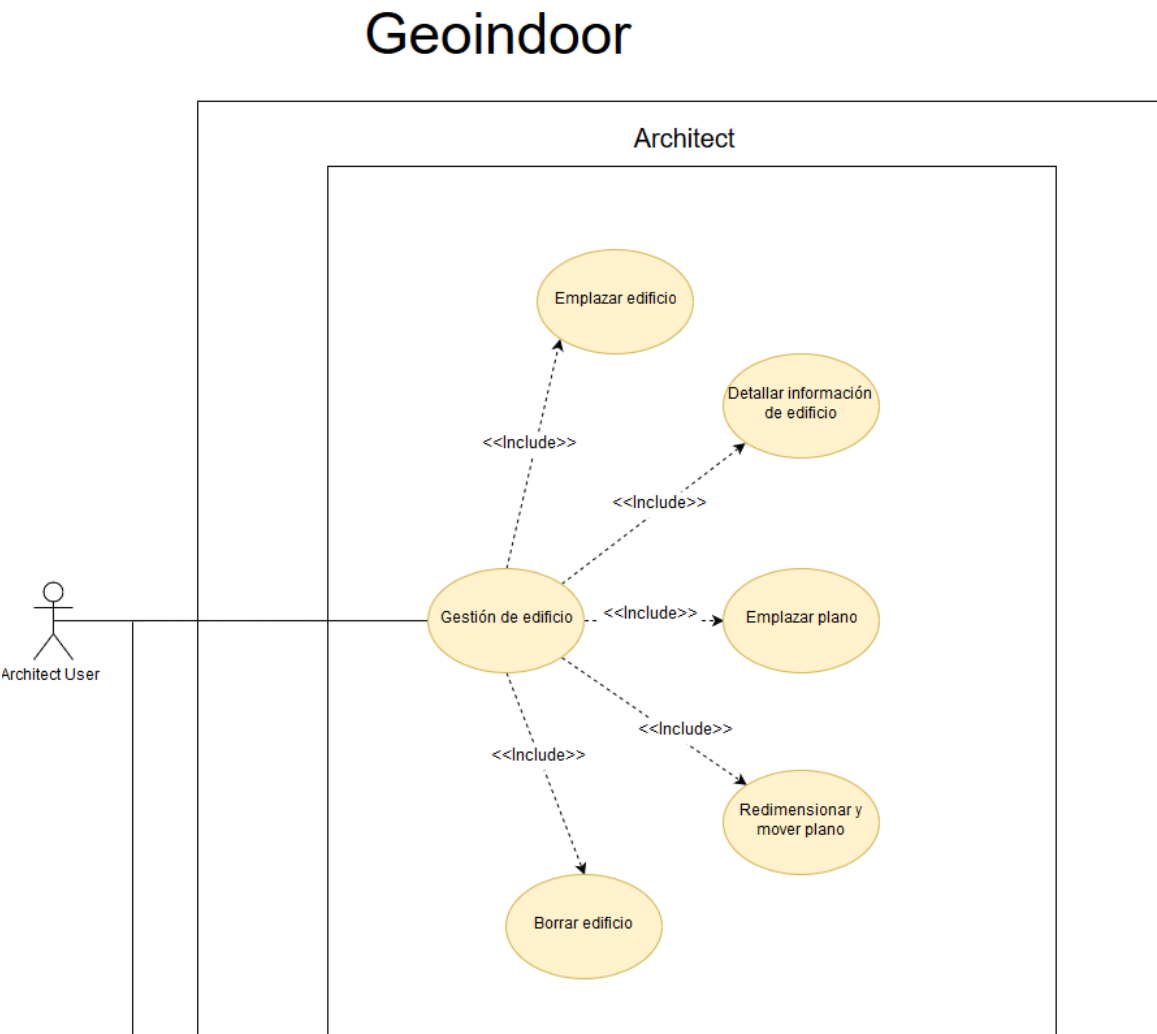 Geoindoor
Architect
Emplazar edificio
Detallar información
de edificio
<<Include>>
<<Include>>
Architect User
Gestión de edificio
<<Include>>
Emplazar plano
<<Include>>
<<Include>>
Redimensionar y
mover plano
Borrar edificio